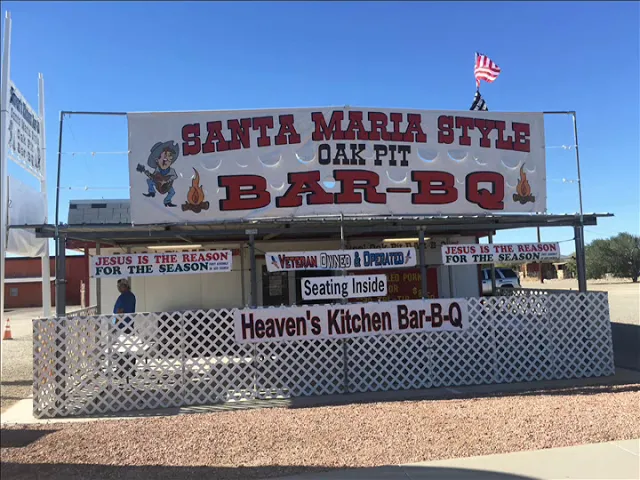 SANTA MARIA STYLE
OAK PIT
BAR-BQ
JESUS IS THE REASON
FOR THE SEASON
VETERAN OWNED & OPERATED
JESUS IS THE REASON
FOR THE SEASON
Seating Inside
Heaven's Kitchen Bar-B-Q